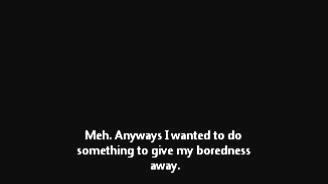 Meh. Anyways I wanted to do
something to give my boredness
away.